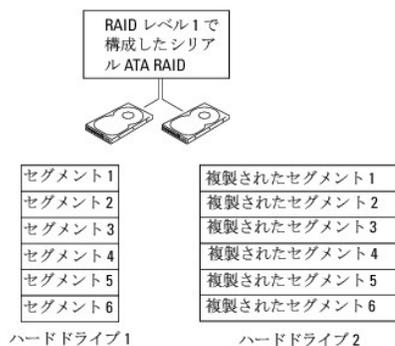 RAID レベル 1 で
構成したシリア
ル ATA RAID
セグメント 1
セグメント 2
セグメント 3
セグメント 4
セグメント 5
セグメント 6
ハードドライブ 1
複製されたセグメント 1
複製されたセグメント 2
複製されたセグメント 3
複製されたセグメント 4
複製されたセグメント 5
複製されたセグメント 6
ハードドライブ 2